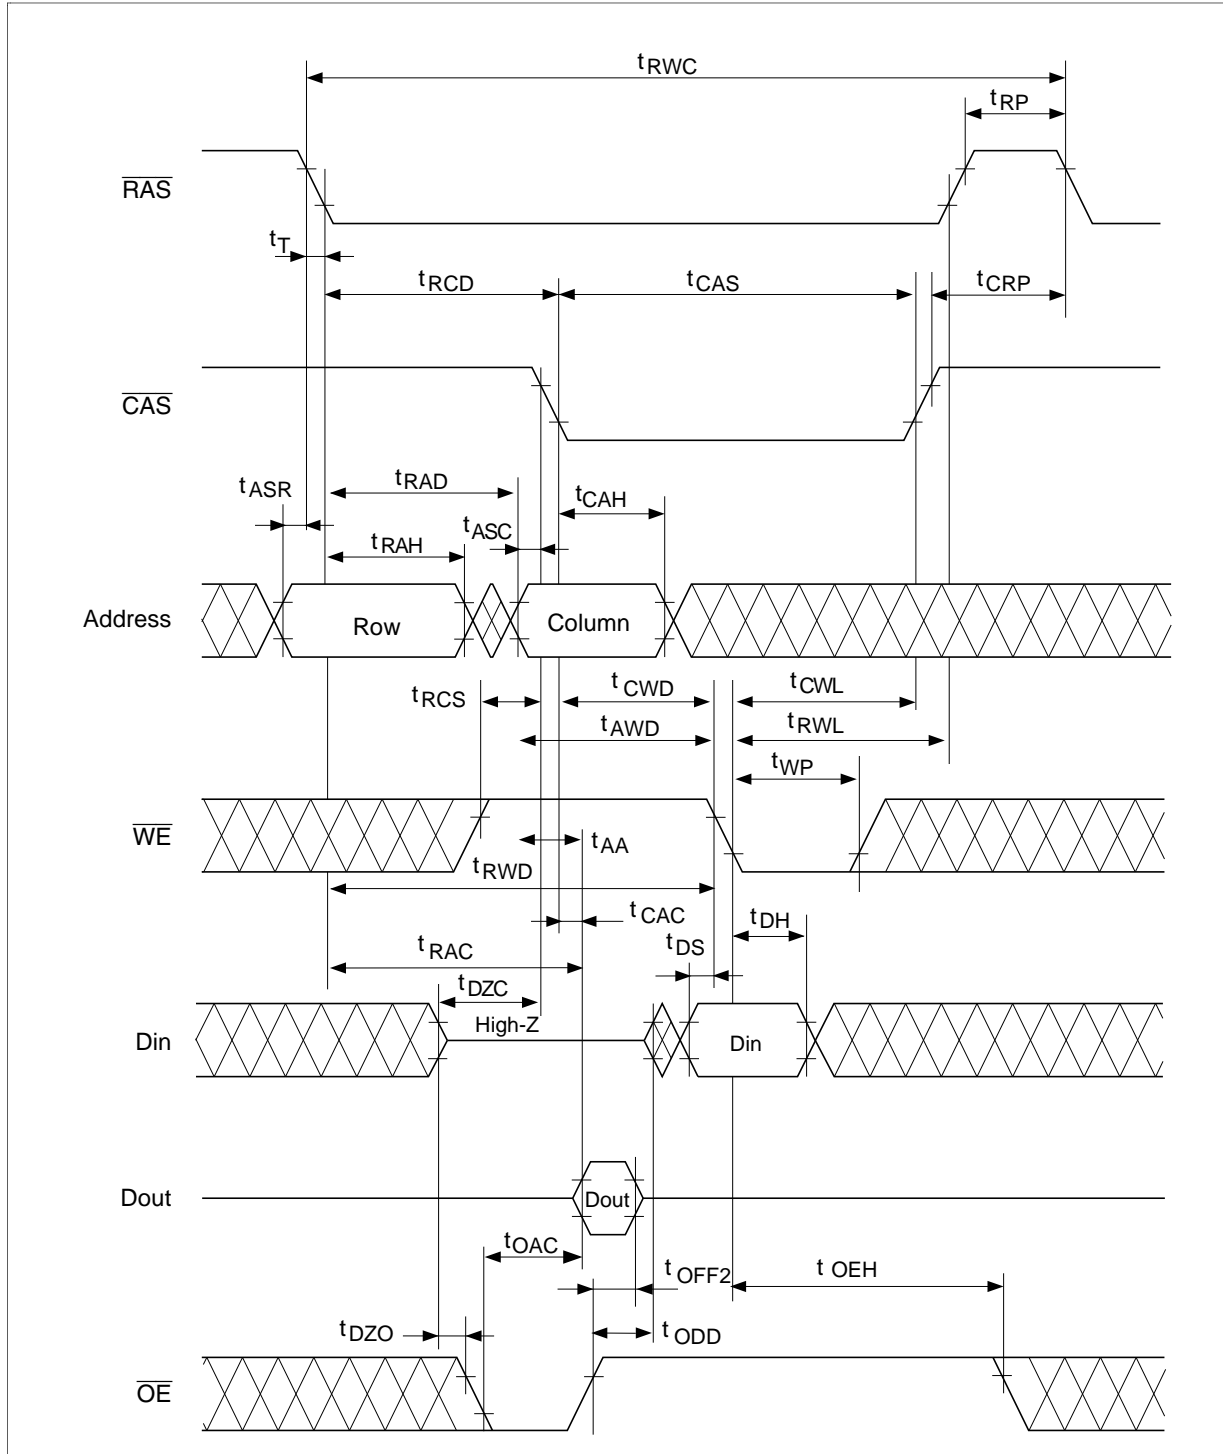 tRWC
tRP
RAS
tT
tRCD
tCAS
tCRP
CAS
tASR
tRAD
tCAH
tASC
tRAH
Address
Row
Column
tRCS
tCWD
tCWL
tAWD
tRWL
tWP
WE
tAA
tRWD
tCAC
tDH
tRAC
tDS
tDZC
High-Z
Din
Din
Dout
Dout
tOAC
tOFF2
tOEH
tDZO
tODD
OE